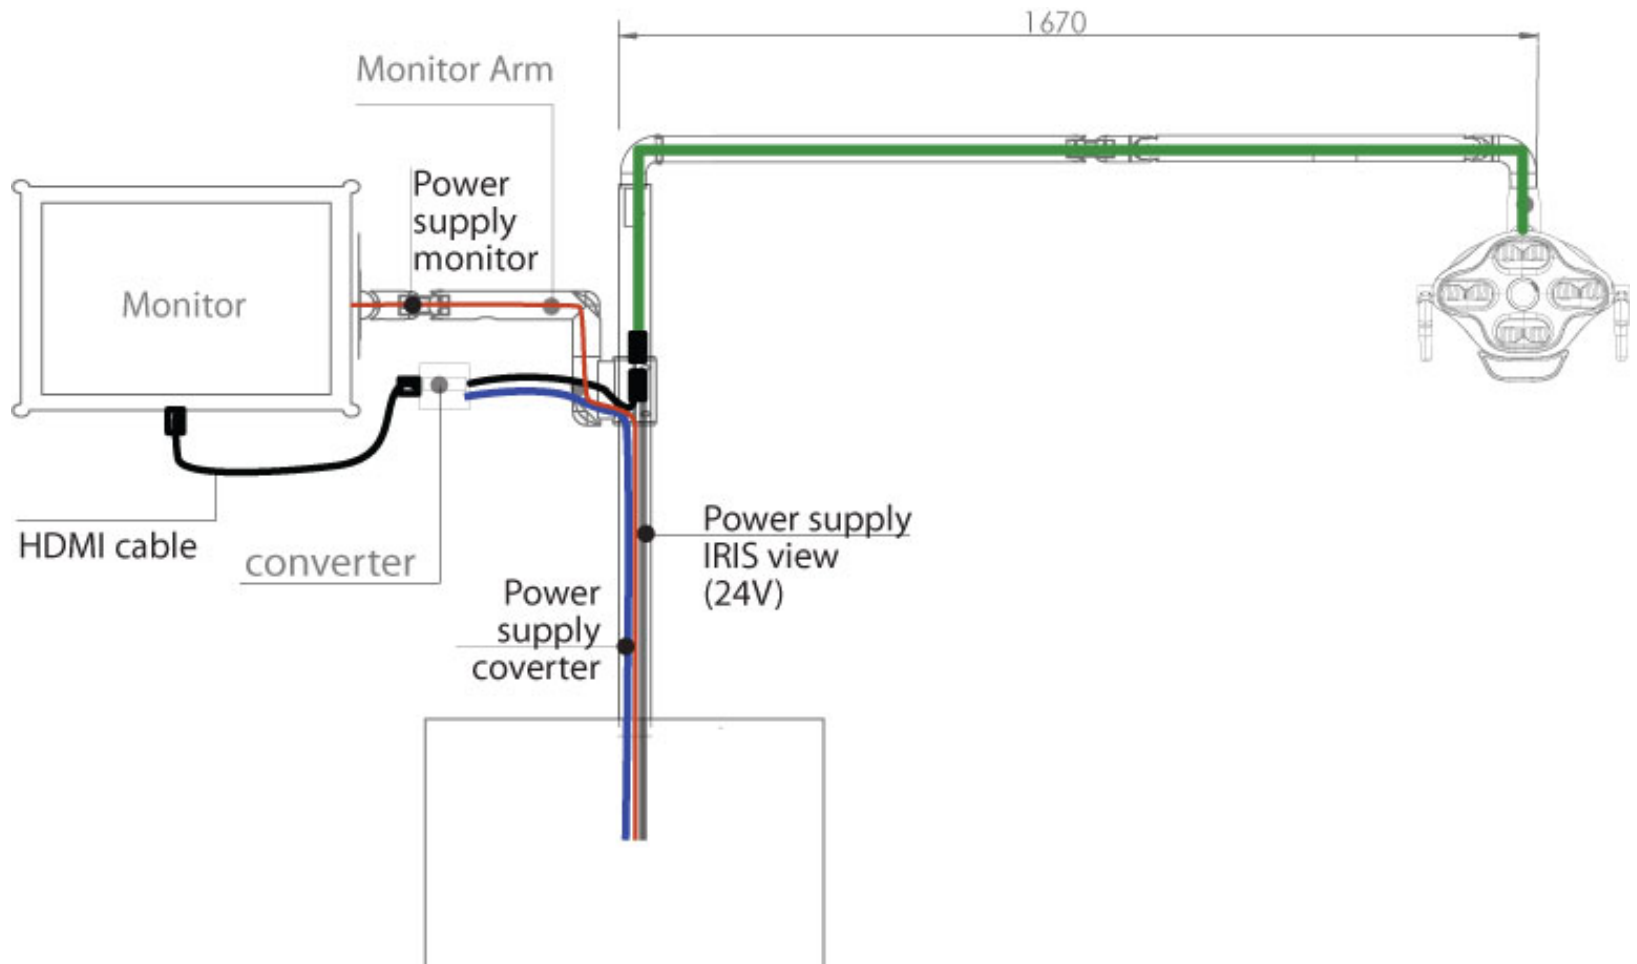 1670
Monitor Arm
Power
supply
monitor
Monitor
HDMI cable
converter
Power supply
IRIS view
(24V)
Power
supply
coverter